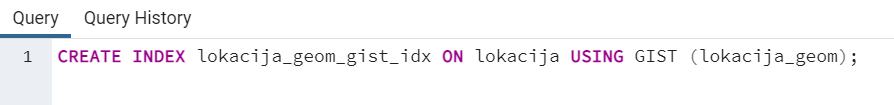 Query Query History
1 CREATE INDEX lokacija_geom_gist_idx ON lokacija USING GIST (lokacija_geom);